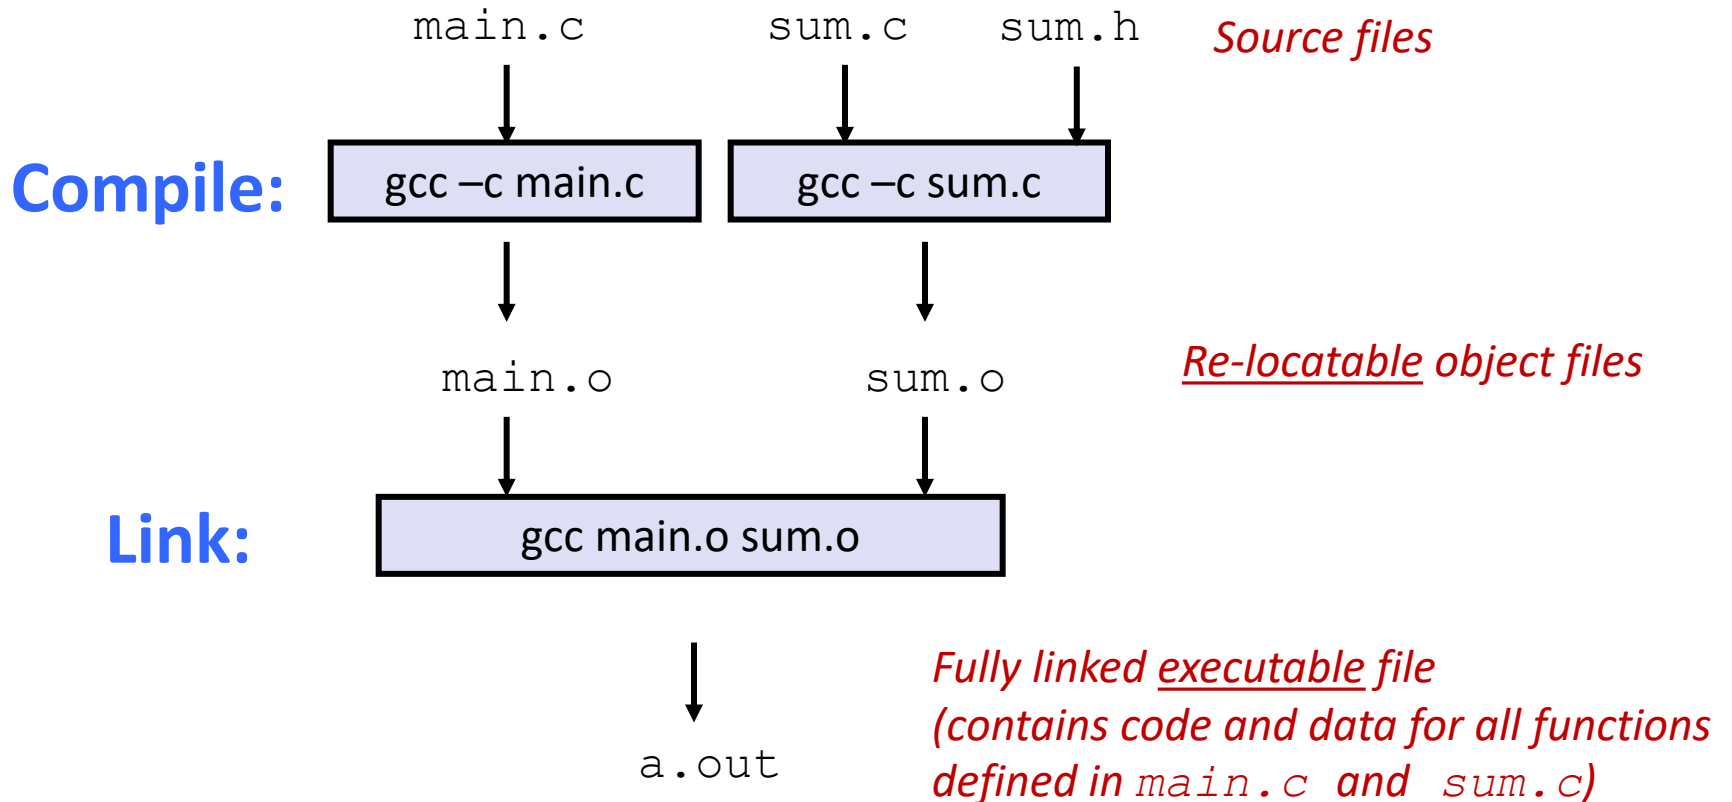 main.c sum.c sum.h Source files
Compile: gcc –c main.c gcc –c sum.c
main.o sum.o Re-locatable object files
Link: gcc main.o sum.o
Fully linked executable file
(contains code and data for all functions
a.out defined in main.c and sum.c)